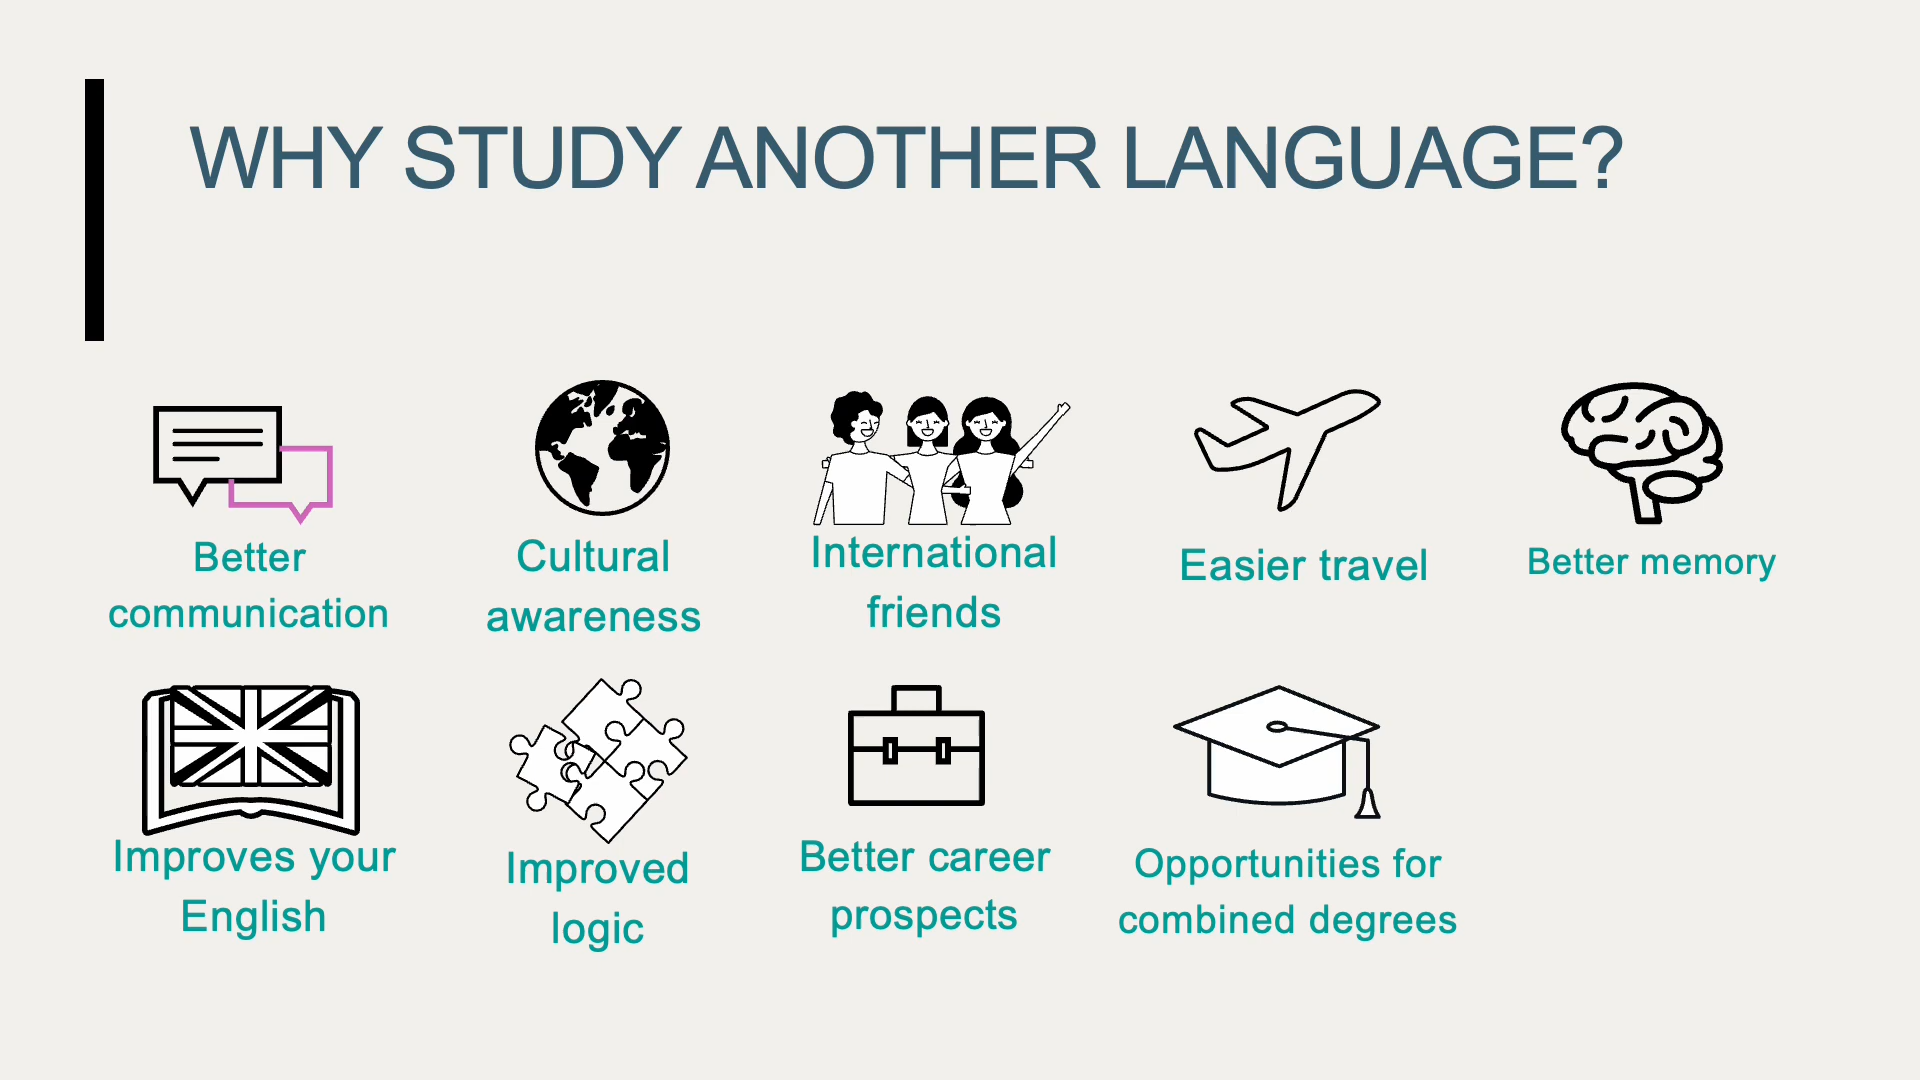 WHY STUDY ANOTHER LANGUAGE?
Better
communication
Cultural
awareness
International
friends
Easier travel
Better memory
Improves your
English
Improved
logic
Better career
prospects
Opportunities for
combined degrees